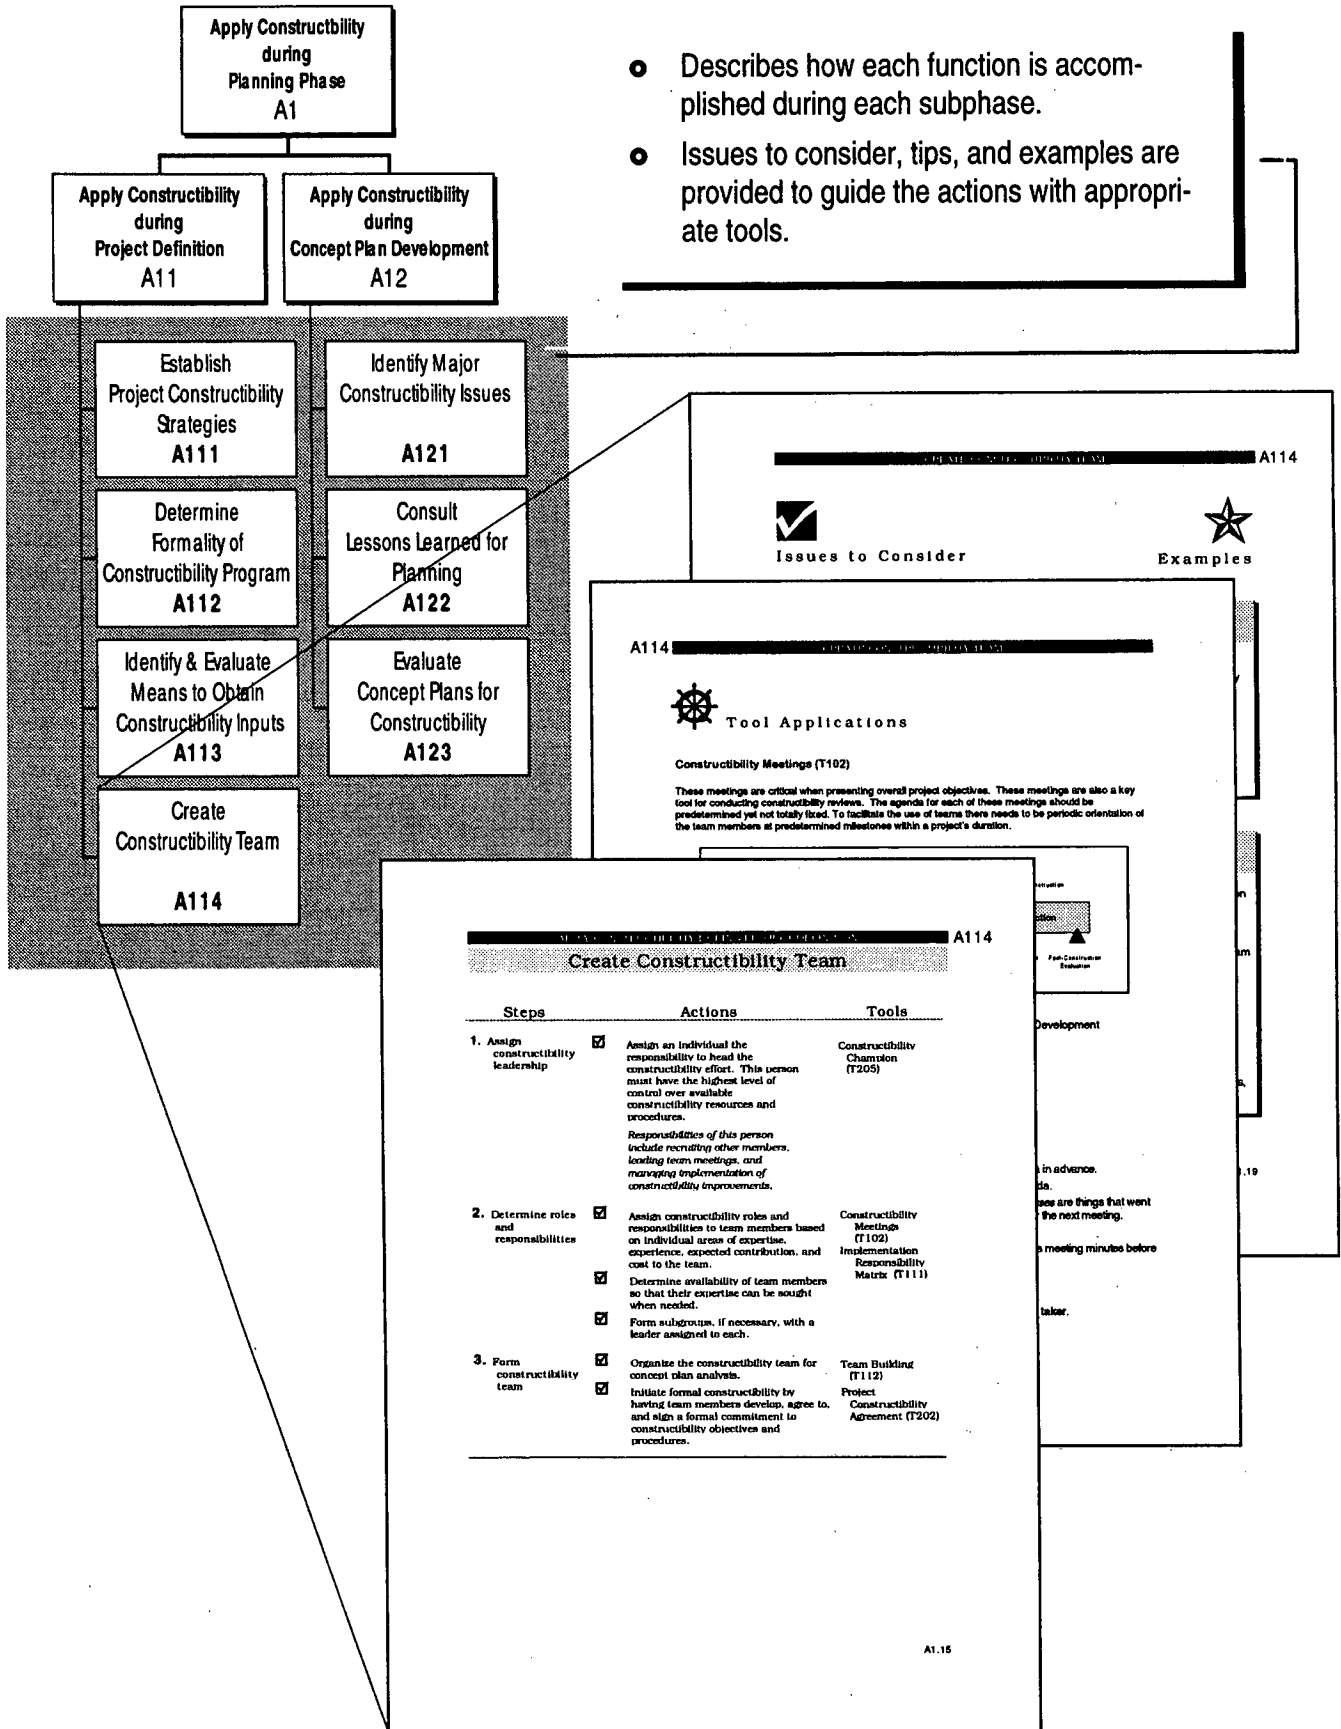 Apply Constructbility
during
Planning Phase
A1
o Describes how each function is accom-
plished during each subphase.
o Issues to consider, tips, and examples are
provided to guide the actions with appropri-
ate tools.
Apply Constructibility
during
Project Definition
A11
Apply Constructibility
during
Concept Plan Development
A12
Establish
Project Constructibility
Strategies
A111
Identify Major
Constructibility Issues
A121
Determine
Formality of
Constructibility Program
A112
Consult
Lessons Learned for
Planning
A122
Identify & Evaluate
Means to Obtain
Constructibility Inputs
A113
Evaluate
Concept Plans for
Constructibility
A123
Create
Constructibility Team
A114
A114
Issues to Consider
Examples
y
n
am
s,
.19
A114
Tool Applications
Constructibility Meetings (T102)
These meetings are critical when presenting overall project objectives. These meetings are also a key
tool for conducting constructibility reviews. The agenda for each of these meetings should be
predetermined yet not totally fixed. To facilitate the use of teams there needs to be periodic orientation of
the team members at predetermined milestones within a project's duration.
Post-Construction
Evaluation
Development
in advance.
da.
ses are things that went
the next meeting.
s meeting minutes before
taker.
A114
Create Constructibility Team
Steps Actions Tools
1. Assign
constructibility
leadership
Assign an individual the
responsibility to head the
constructibility effort. This person
must have the highest level of
control over available
constructibility resources and
procedures.
Responsibilities of this person
include recruiting other members,
leading team meetings, and
managing implementation of
constructibility improvements.
Constructibility
Champion
(T205)
2. Determine roles
and
responsibilities
Assign constructibility roles and
responsibilities to team members based
on individual areas of expertise,
experience, expected contribution, and
cost to the team.
Determine availability of team members
so that their expertise can be sought
when needed.
Form subgroups, if necessary, with a
leader assigned to each.
Constructibility
Meetings
(T102)
Implementation
Responsibility
Matrix (T111)
3. Form
constructibility
team
Organize the constructibility team for
concept plan analysis.
Initiate formal constructibility by
having team members develop, agree to,
and sign a formal commitment to
constructibility objectives and
procedures.
Team Building
(T112)
Project
Constructibility
Agreement (T202)
A1.15